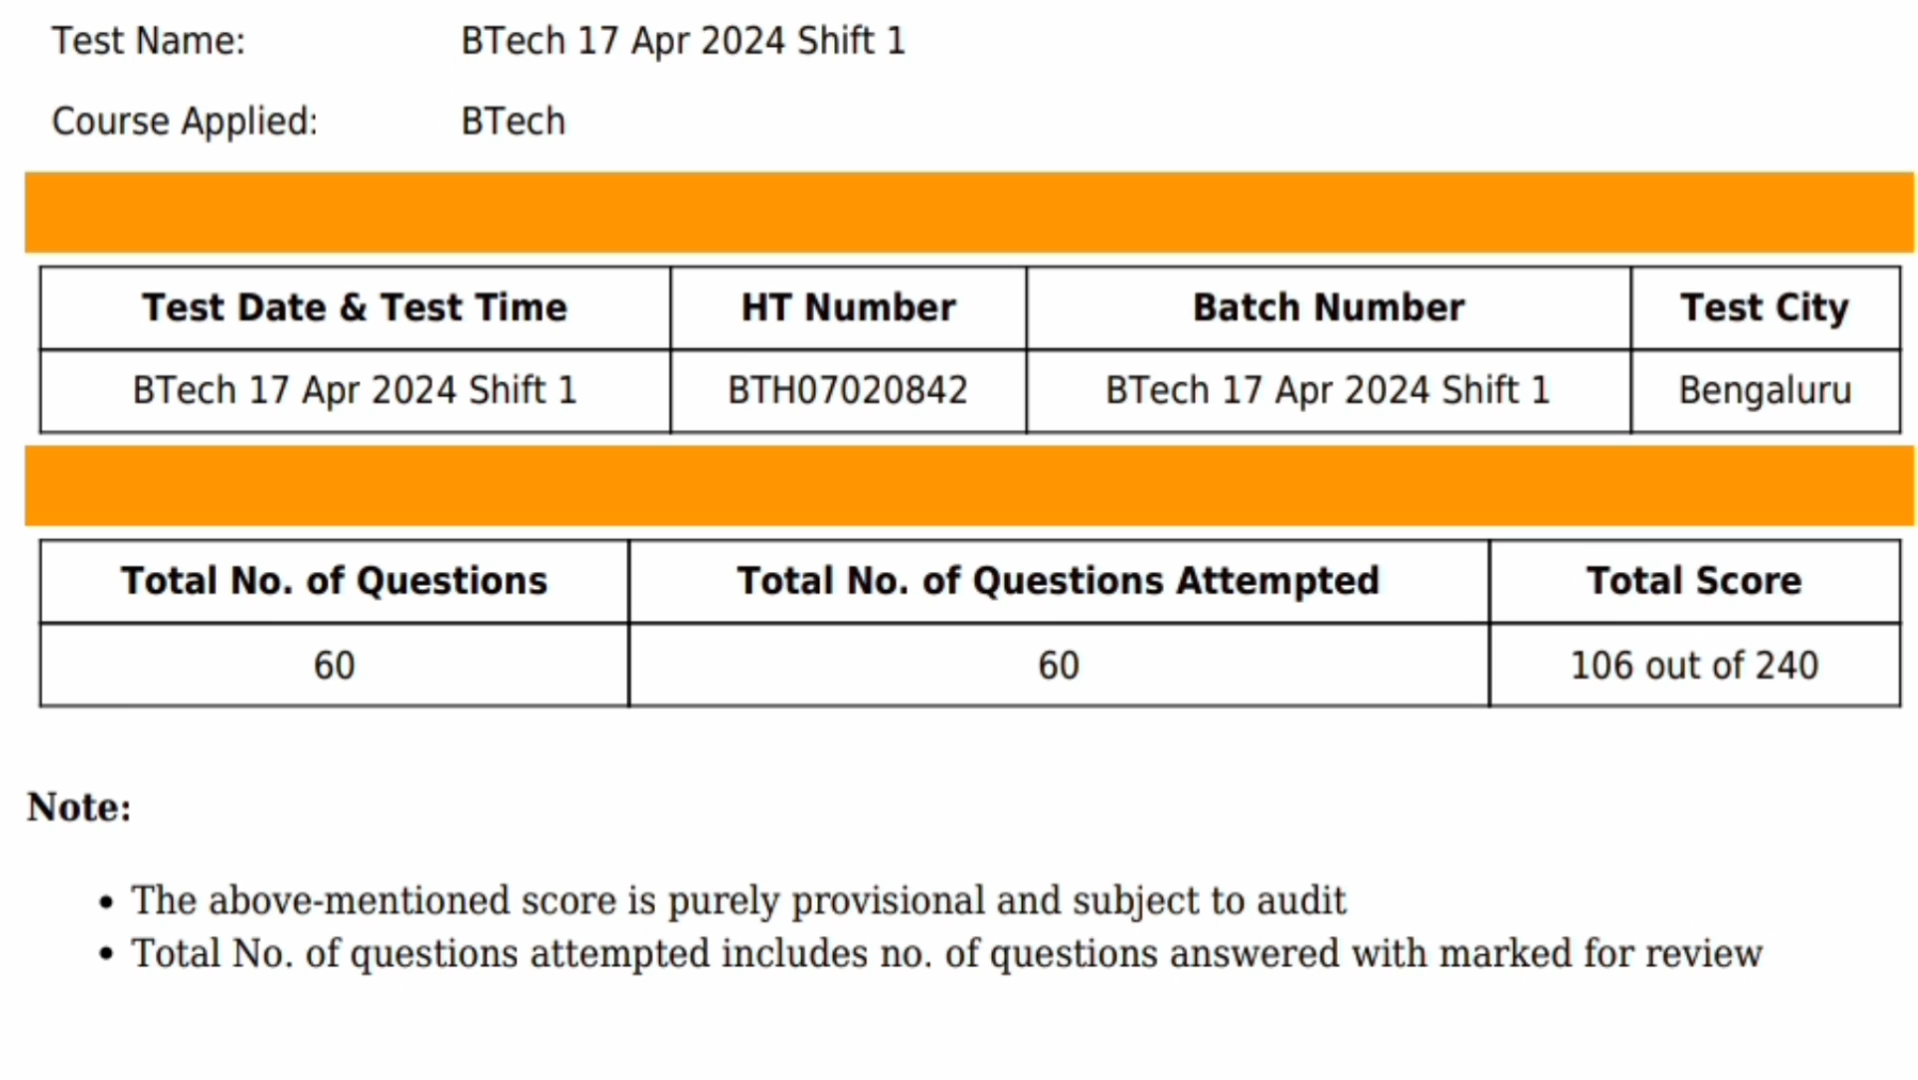 Test Name: BTech 17 Apr 2024 Shift 1
Course Applied: BTech
Test Date & Test Time HT Number Batch Number Test City
BTech 17 Apr 2024 Shift 1 BTH07020842 BTech 17 Apr 2024 Shift 1 Bengaluru
Total No. of Questions Total No. of Questions Attempted Total Score
60 60 106 out of 240
Note:
• The above-mentioned score is purely provisional and subject to audit
• Total No. of questions attempted includes no. of questions answered with marked for review